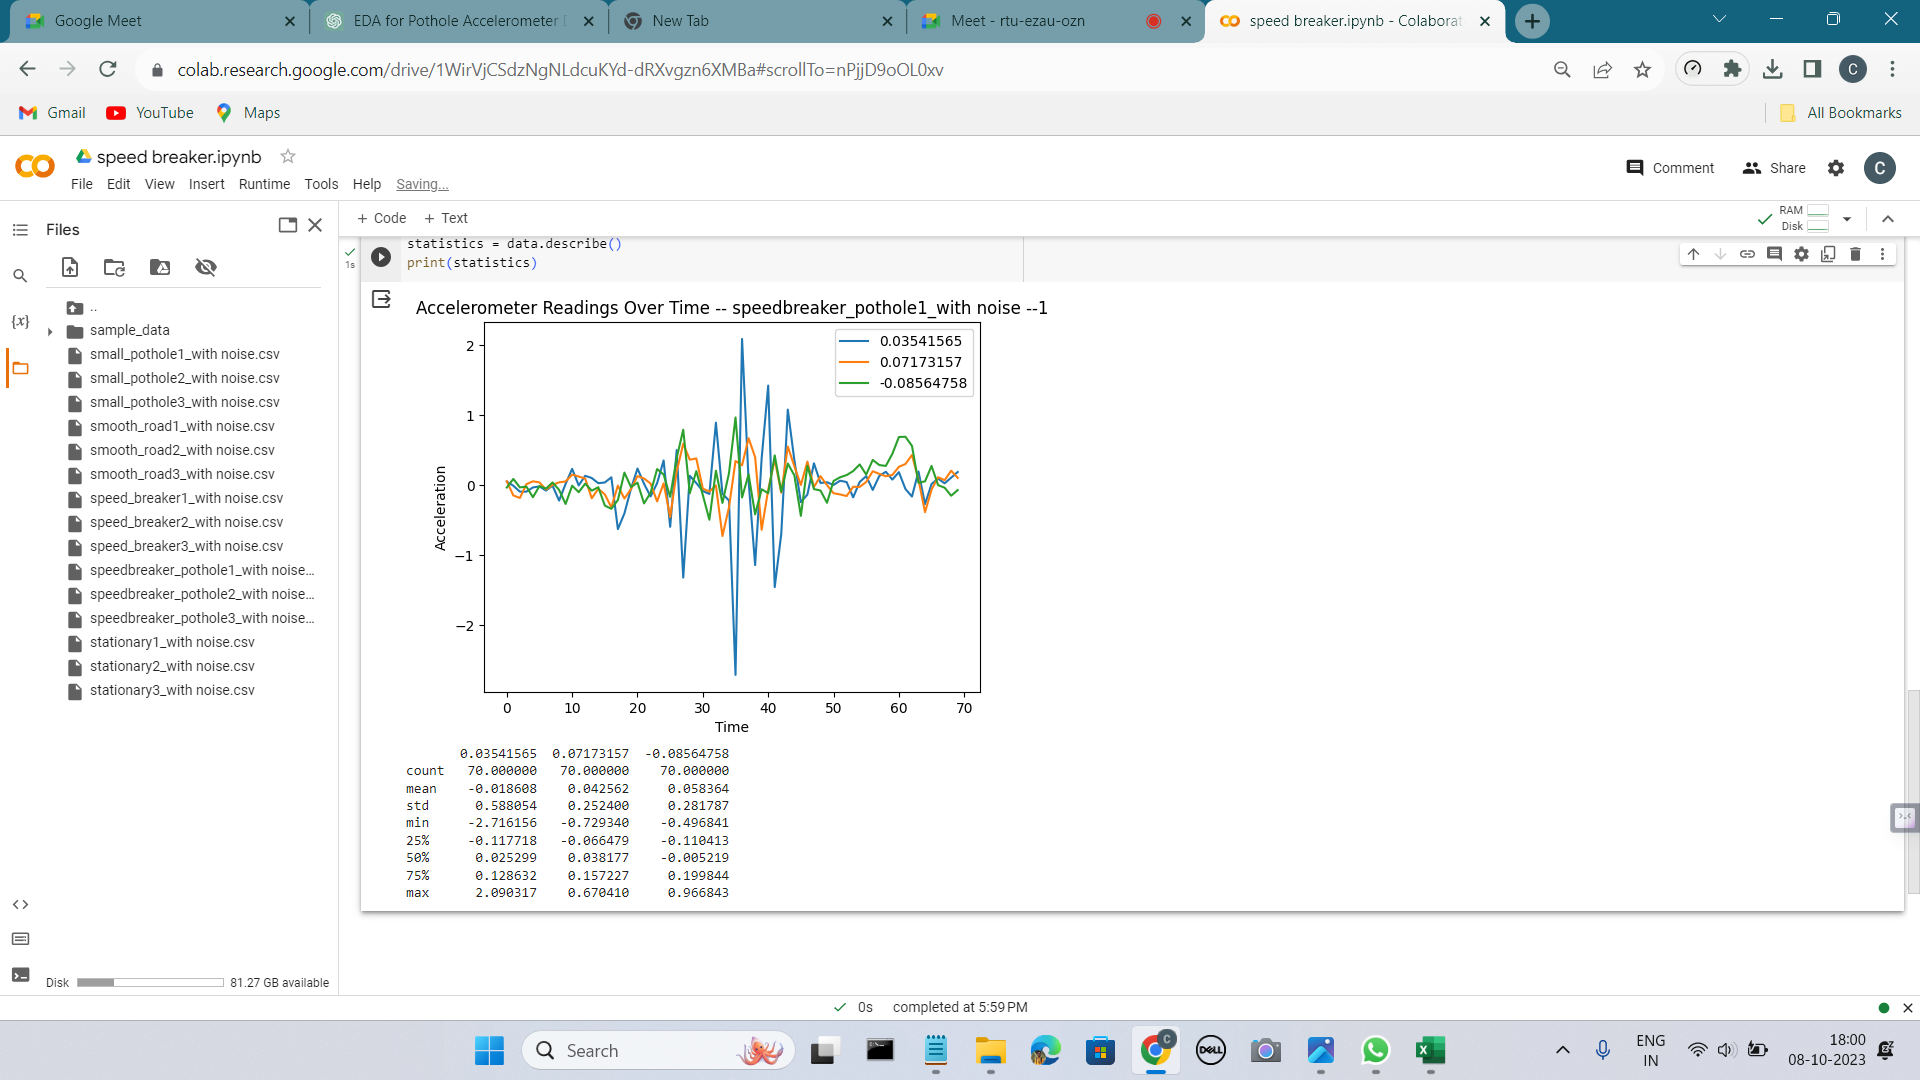 Google Meet
EDA for Pothole Accelerometer
New Tab
Meet - rtu-ezau-ozn
speed breaker.ipynb - Colaborat
colab.research.google.com/drive/1WirVjCSdzNgNLdcuKYd-dRXvgzn6XMBa#scrollTo=nPjjD9oOL0xv
C
Gmail
YouTube
Maps
All Bookmarks
speed breaker.ipynb
File Edit View Insert Runtime Tools Help Saving...
Comment
Share
C
Files
+ Code + Text
RAM
Disk
..
sample_data
small_pothole1_with noise.csv
small_pothole2_with noise.csv
small_pothole3_with noise.csv
smooth_road1_with noise.csv
smooth_road2_with noise.csv
smooth_road3_with noise.csv
speed_breaker1_with noise.csv
speed_breaker2_with noise.csv
speed_breaker3_with noise.csv
speedbreaker_pothole1_with noise...
speedbreaker_pothole2_with noise...
speedbreaker_pothole3_with noise...
stationary1_with noise.csv
stationary2_with noise.csv
stationary3_with noise.csv
{x}
Disk
81.27 GB available
1s
statistics = data.describe()
print(statistics)
Accelerometer Readings Over Time -- speedbreaker_pothole1_with noise --1
0.03541565
0.07173157
-0.08564758
2
1
0
−1
−2
Acceleration
0 10 20 30 40 50 60 70
Time
0.03541565 0.07173157 -0.08564758
count 70.000000 70.000000 70.000000
mean -0.018608 0.042562 0.058364
std 0.588054 0.252400 0.281787
min -2.716156 -0.729340 -0.496841
25% -0.117718 -0.066479 -0.110413
50% 0.025299 0.038177 -0.005219
75% 0.128632 0.157227 0.199844
max 2.090317 0.670410 0.966843
0s completed at 5:59 PM
Search
C
DELL
ENG
IN
18:00
08-10-2023